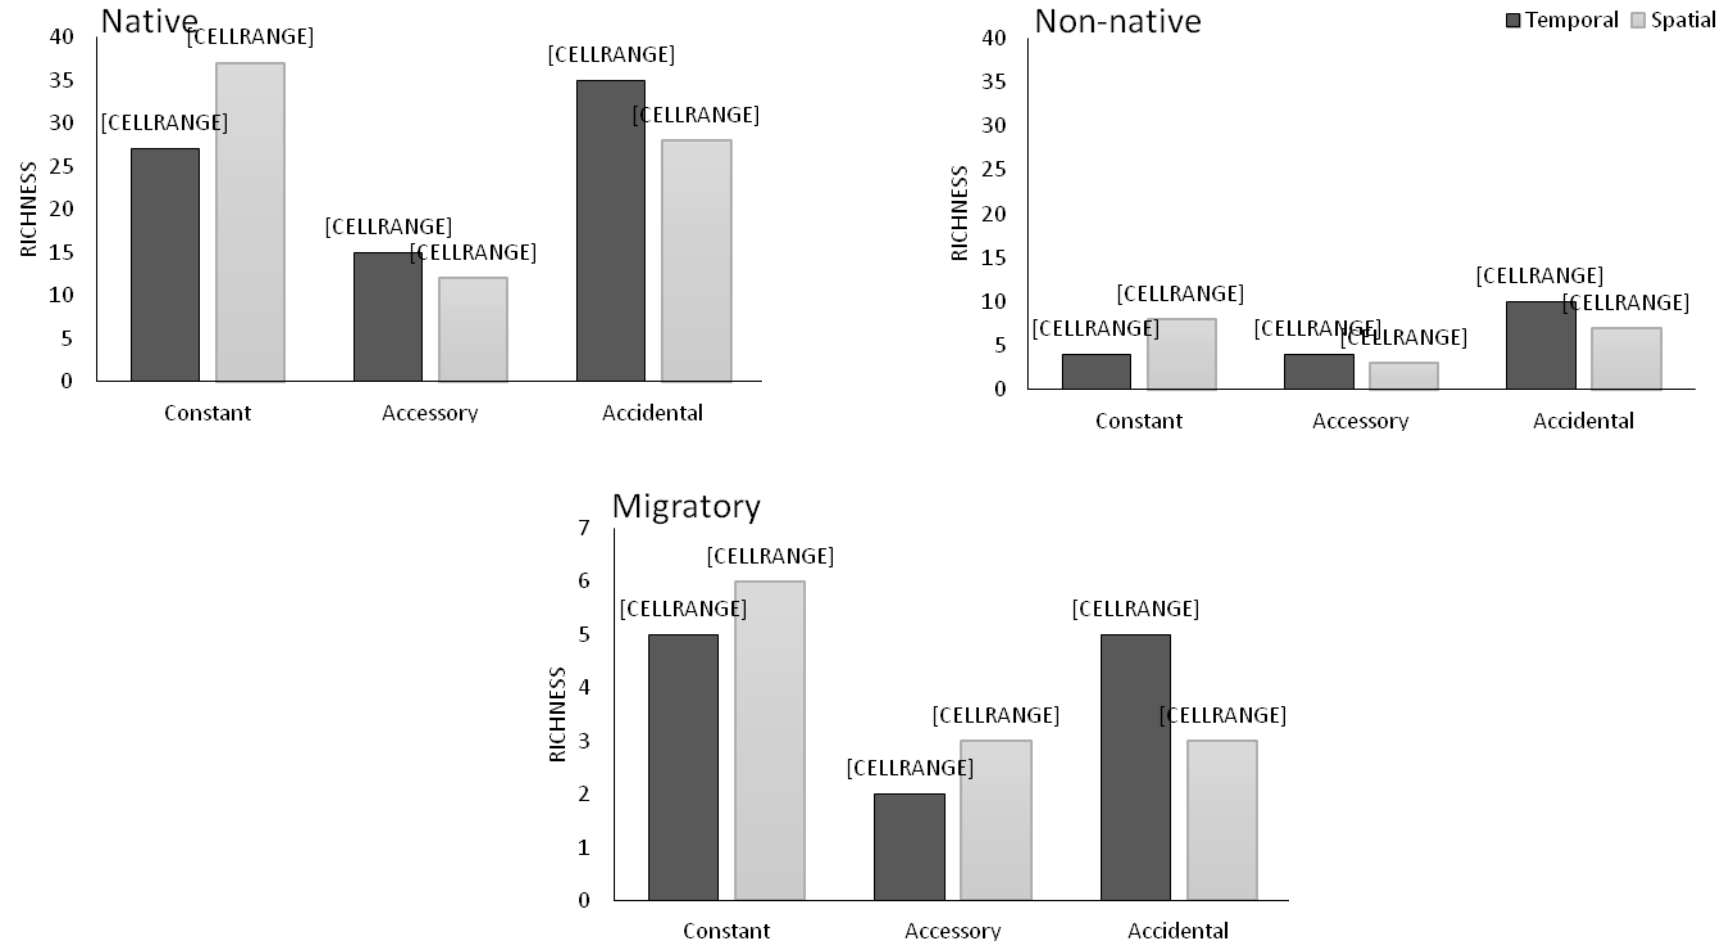 Native
RICHNESS
40
35
30
25
20
15
10
5
0
[CELLRANGE]
[CELLRANGE]
[CELLRANGE]
[CELLRANGE]
[CELLRANGE]
[CELLRANGE]
Constant Accessory Accidental
Non-native
Temporal Spatial
RICHNESS
40
35
30
25
20
15
10
5
0
[CELLRANGE]
[CELLRANGE]
[CELLRANGE]
[CELLRANGE]
[CELLRANGE]
[CELLRANGE]
Constant Accessory Accidental
Migratory
RICHNESS
7
6
5
4
3
2
1
0
[CELLRANGE]
[CELLRANGE]
[CELLRANGE]
[CELLRANGE]
[CELLRANGE]
[CELLRANGE]
Constant Accessory Accidental